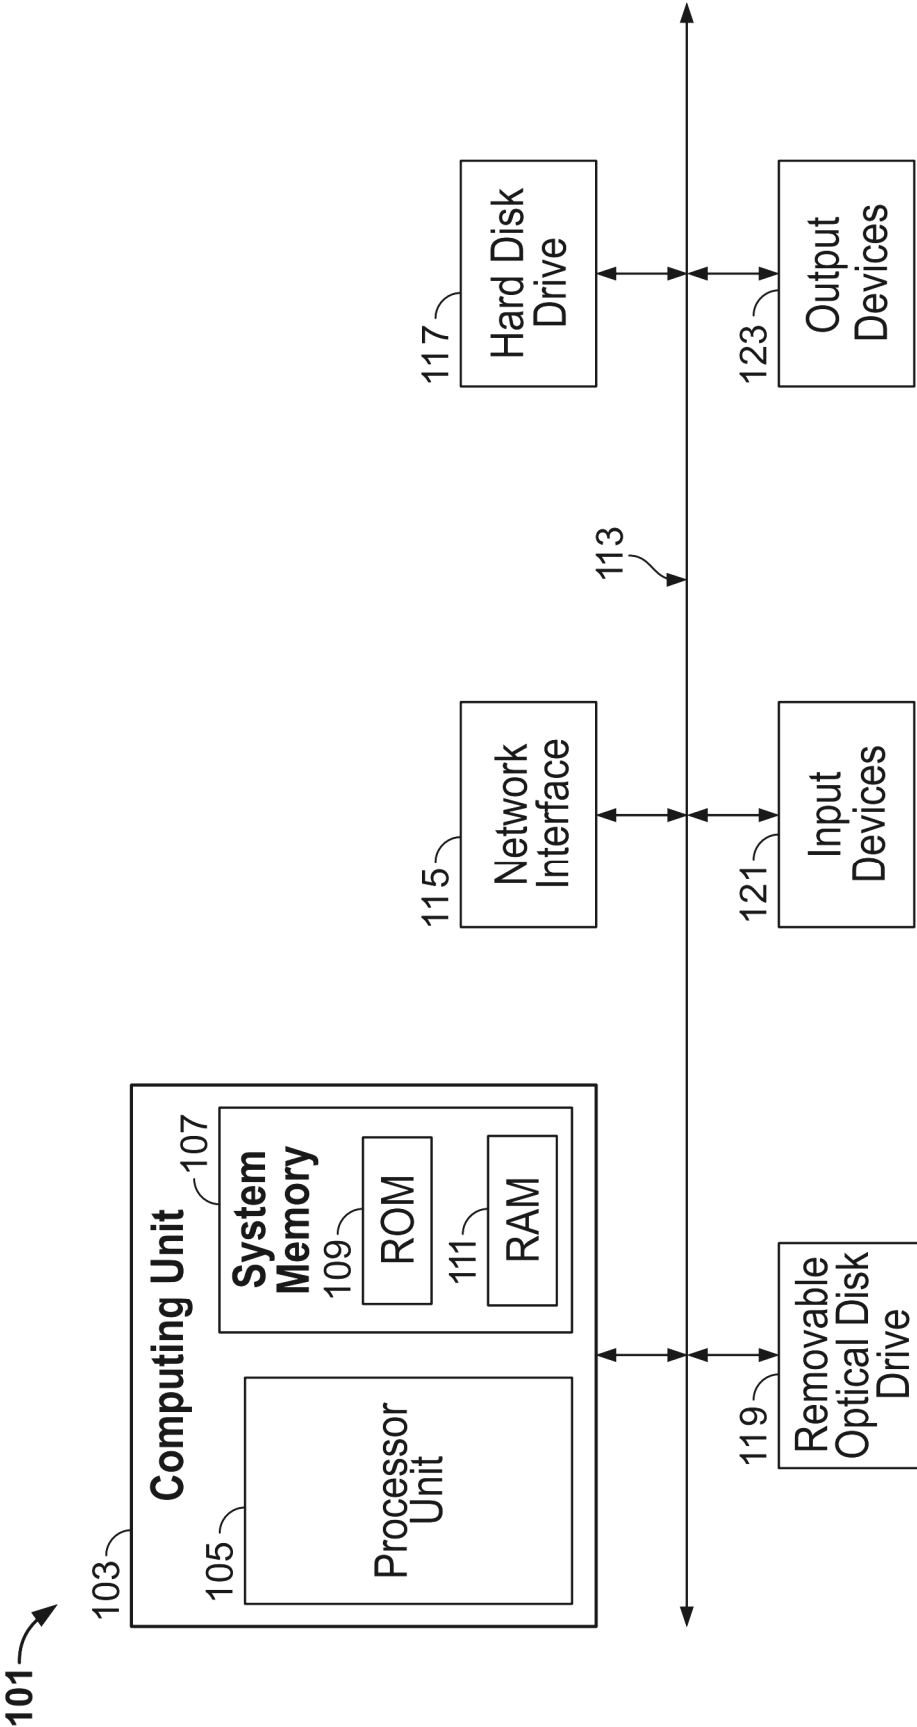 101
103
Computing Unit
105
Processor
Unit
107
System
Memory
109
ROM
111
RAM
115
Network
Interface
117
Hard Disk
Drive
113
119
Removable
Optical Disk
Drive
121
Input
Devices
123
Output
Devices